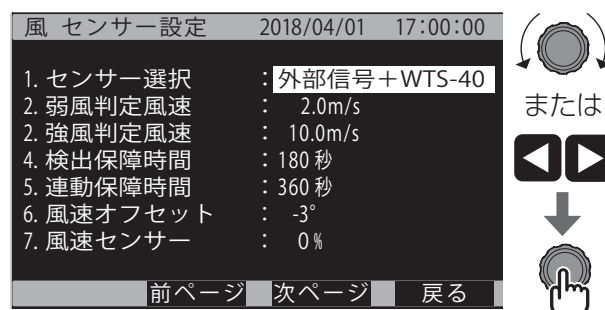 風 センサー設定 2018/04/01 17:00:00
1. センサー選択 : 外部信号＋WTS-40
2. 弱風判定風速 : 2.0m/s
2. 強風判定風速 : 10.0m/s
4. 検出保障時間 : 180 秒
5. 連動保障時間 : 360 秒
6. 風速オフセット : -3°
7. 風速センサー : 0 %
前ページ 次ページ 戻る
または